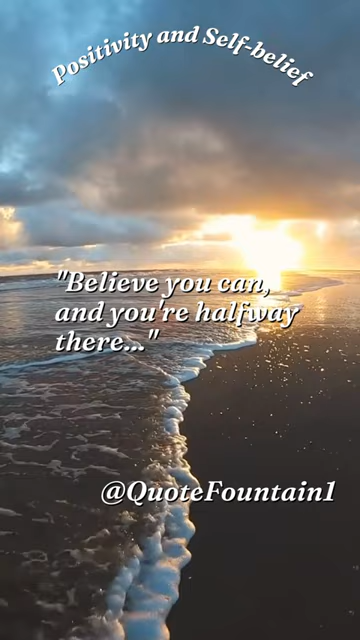 Positivity and Self-belief
"Believe you can,
and you're halfway
there..."
@QuoteFountain1